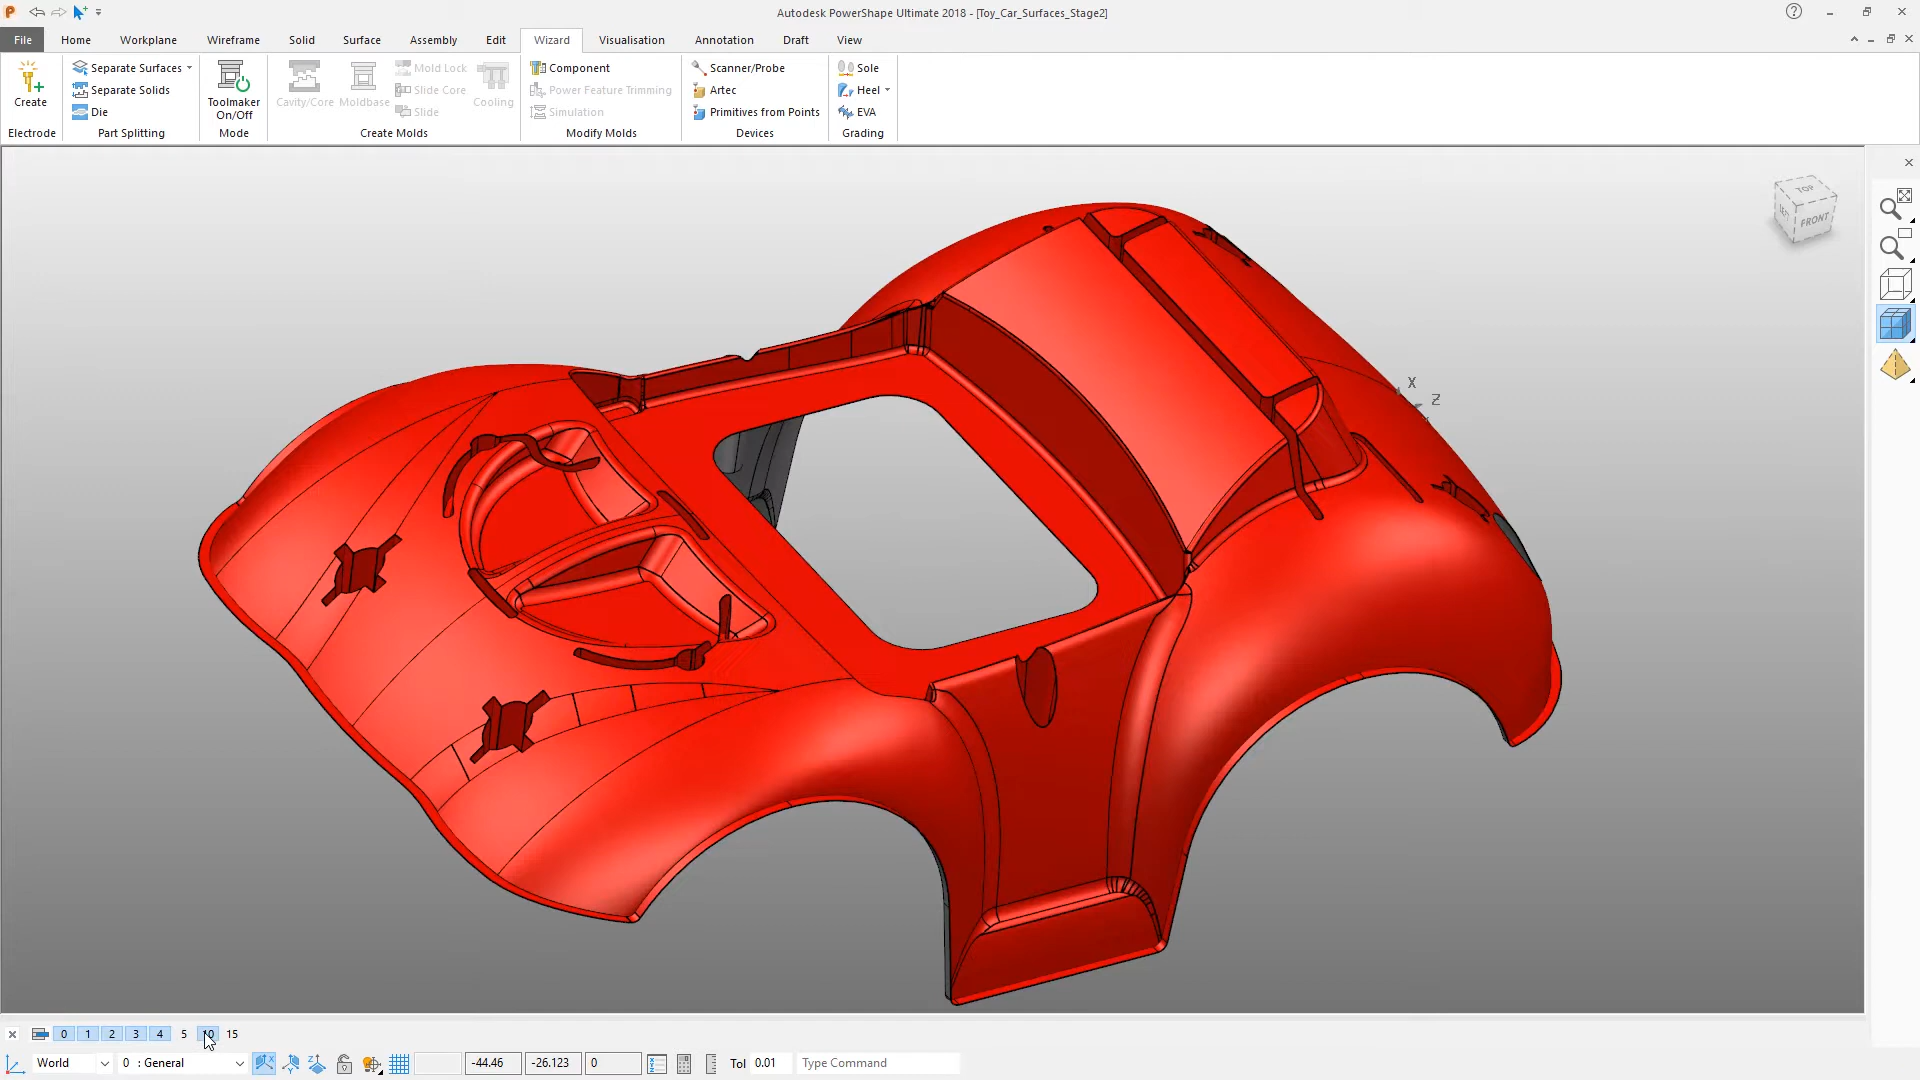 Autodesk PowerShape Ultimate 2018 - [Toy_Car_Surfaces_Stage2]
File Home Workplane Wireframe Solid Surface Assembly Edit Wizard Visualisation Annotation Draft View
Create
Electrode
Separate Surfaces
Separate Solids
Die
Part Splitting
Toolmaker
On/Off
Mode
Cavity/Core Moldbase
Mold Lock
Slide Core
Slide
Cooling
Create Molds
Component
Power Feature Trimming
Simulation
Modify Molds
Scanner/Probe
Artec
Primitives from Points
Devices
Sole
Heel
EVA
Grading
TOP
LEFT
FRONT
X
Z
0 1 2 3 4 5 10 15
World 0 : General -44.46 -26.123 0 Tol 0.01 Type Command